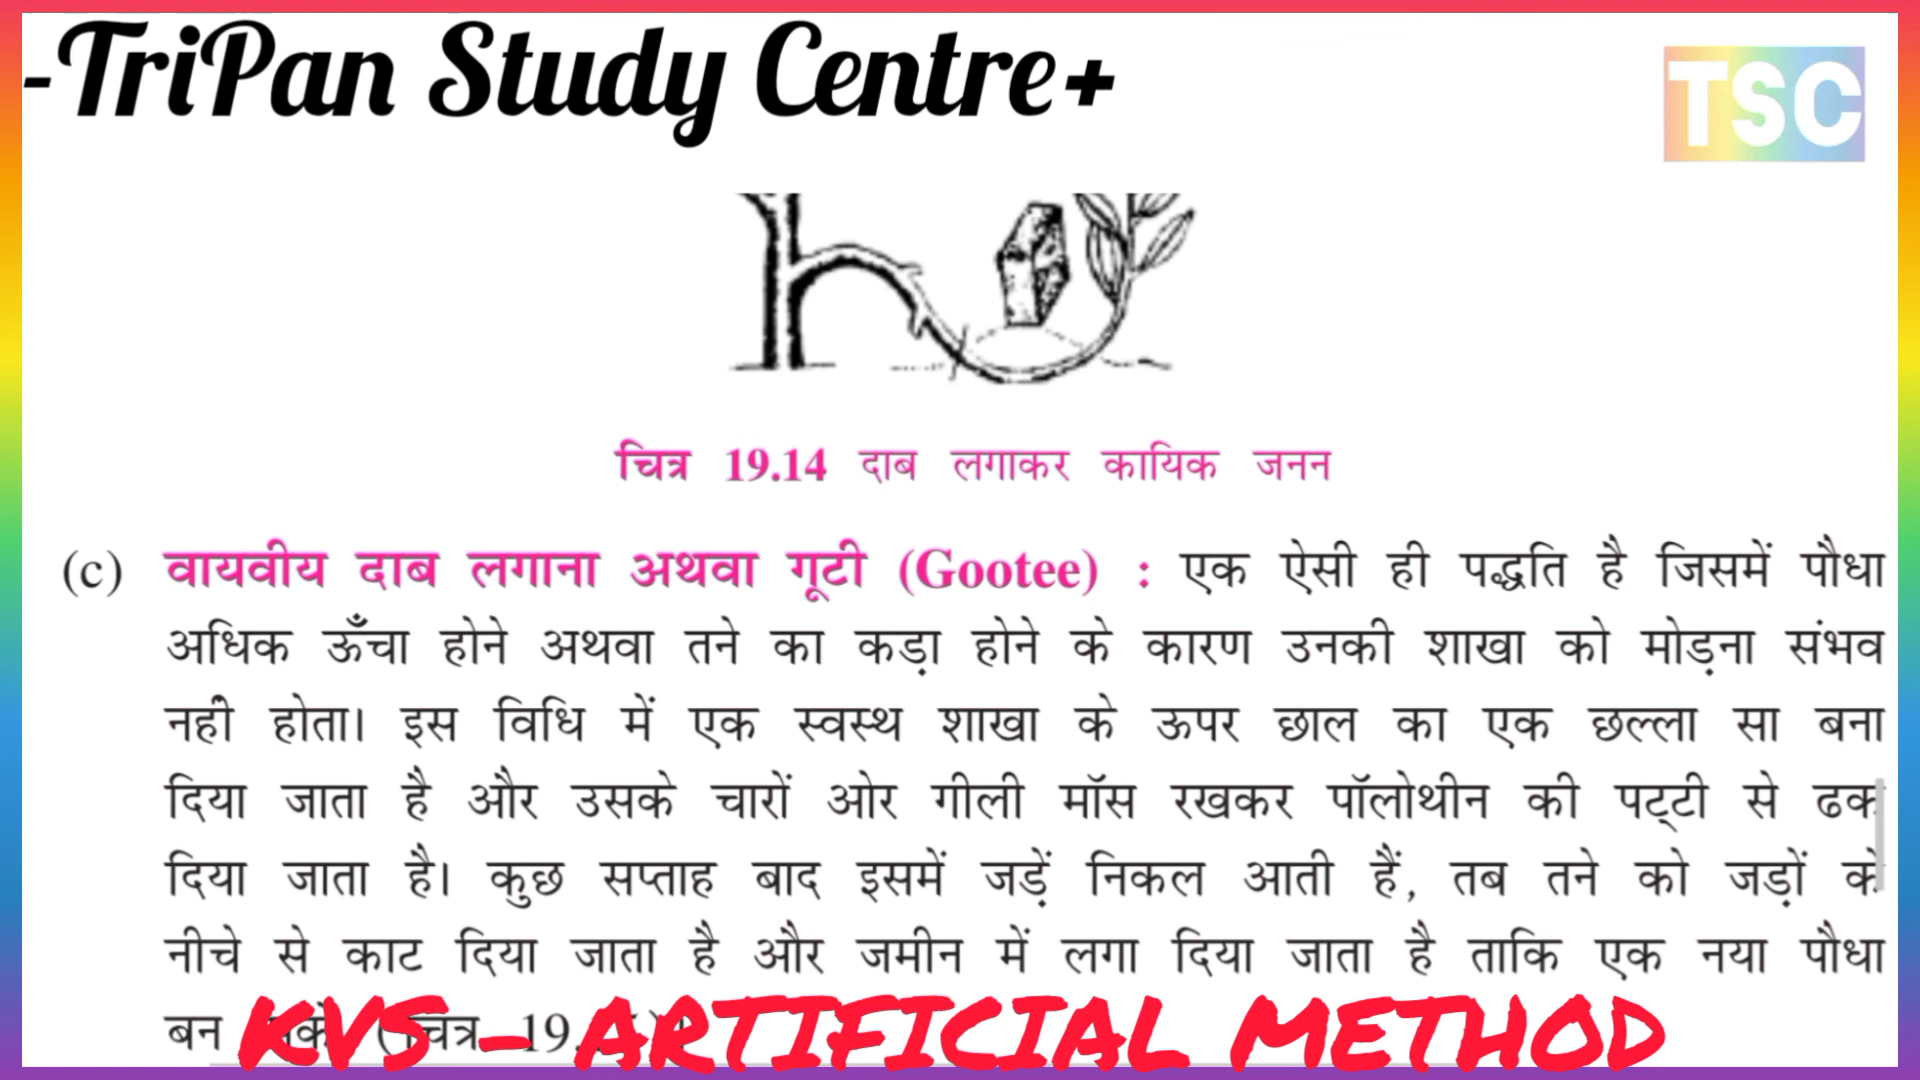 -TriPan Study Centre+
TSC
चित्र 19.14 दाब लगाकर कायिक जनन
(c) वायवीय दाब लगाना अथवा गूटी (Gootee) : एक ऐसी ही पद्धति है जिसमें पौधा
अधिक ऊँचा होने अथवा तने का कड़ा होने के कारण उनकी शाखा को मोड़ना संभव
नहीं होता। इस विधि में एक स्वस्थ शाखा के ऊपर छाल का एक छल्ला सा बना
दिया जाता है और उसके चारों ओर गीली मॉस रखकर पॉलोथीन की पट्टी से ढक
दिया जाता है। कुछ सप्ताह बाद इसमें जड़ें निकल आती हैं, तब तने को जड़ों के
नीचे से काट दिया जाता है और जमीन में लगा दिया जाता है ताकि एक नया पौधा
बन
KVS - ARTIFICIAL METHOD